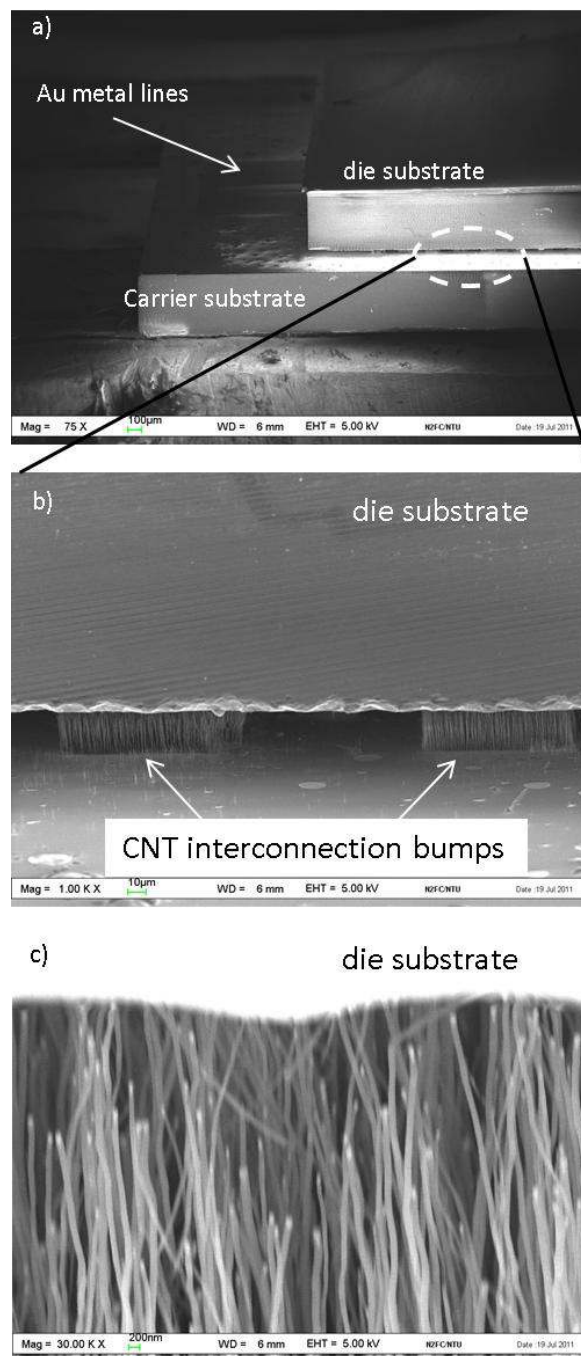 a)
Au metal lines
die substrate
Carrier substrate
Mag = 75 X 100µm WD = 6 mm EHT = 5.00 kV N2FC/NTU Date :19 Jul 2011
b)
die substrate
CNT interconnection bumps
Mag = 1.00 K X 10µm WD = 6 mm EHT = 5.00 kV N2FC/NTU Date :19 Jul 2011
c)
die substrate
Mag = 30.00 K X 200nm WD = 6 mm EHT = 5.00 kV N2FC/NTU Date :19 Jul 2011